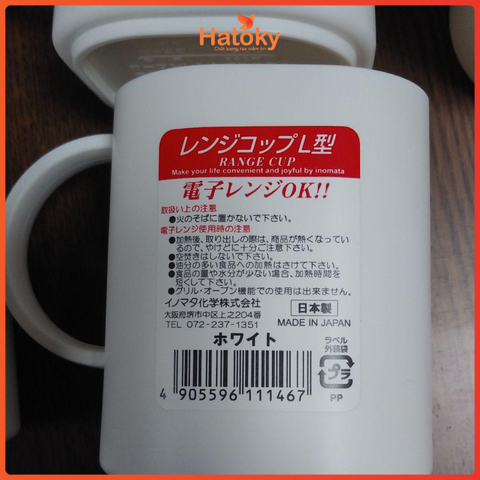 Hatoky
Chất lượng tạo niềm tin
レンジコップL型
RANGE CUP
Make your life convenient and joyful by inomata
電子レンジOK!!
取扱い上の注意
●火のそばに置かないで下さい。
電子レンジ使用時の注意
●加熱後、取り出しの際は、商品が熱くなっているので、やけどに十分ご注意下さい。
●空焚きはしないで下さい。
●油分の多い食品への加熱はさけて下さい。
●食品の量や水分が少ない場合、加熱時間を
短くして下さい。
●グリル・オーブン機能での使用は出来ません。
イノマタ化学株式会社
日本製
大阪府堺市中区上之2204番
TEL 072-237-1351
MADE IN JAPAN
ホワイト
ラベル
外装袋
プラ
PP
4 905596 111467